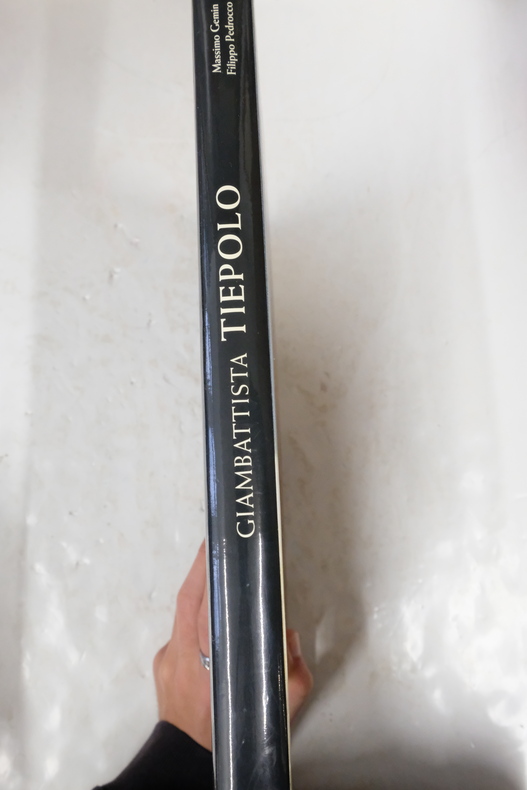 Massimo Gemin
Filippo Pedrocco
GIAMBATTISTA TIEPOLO